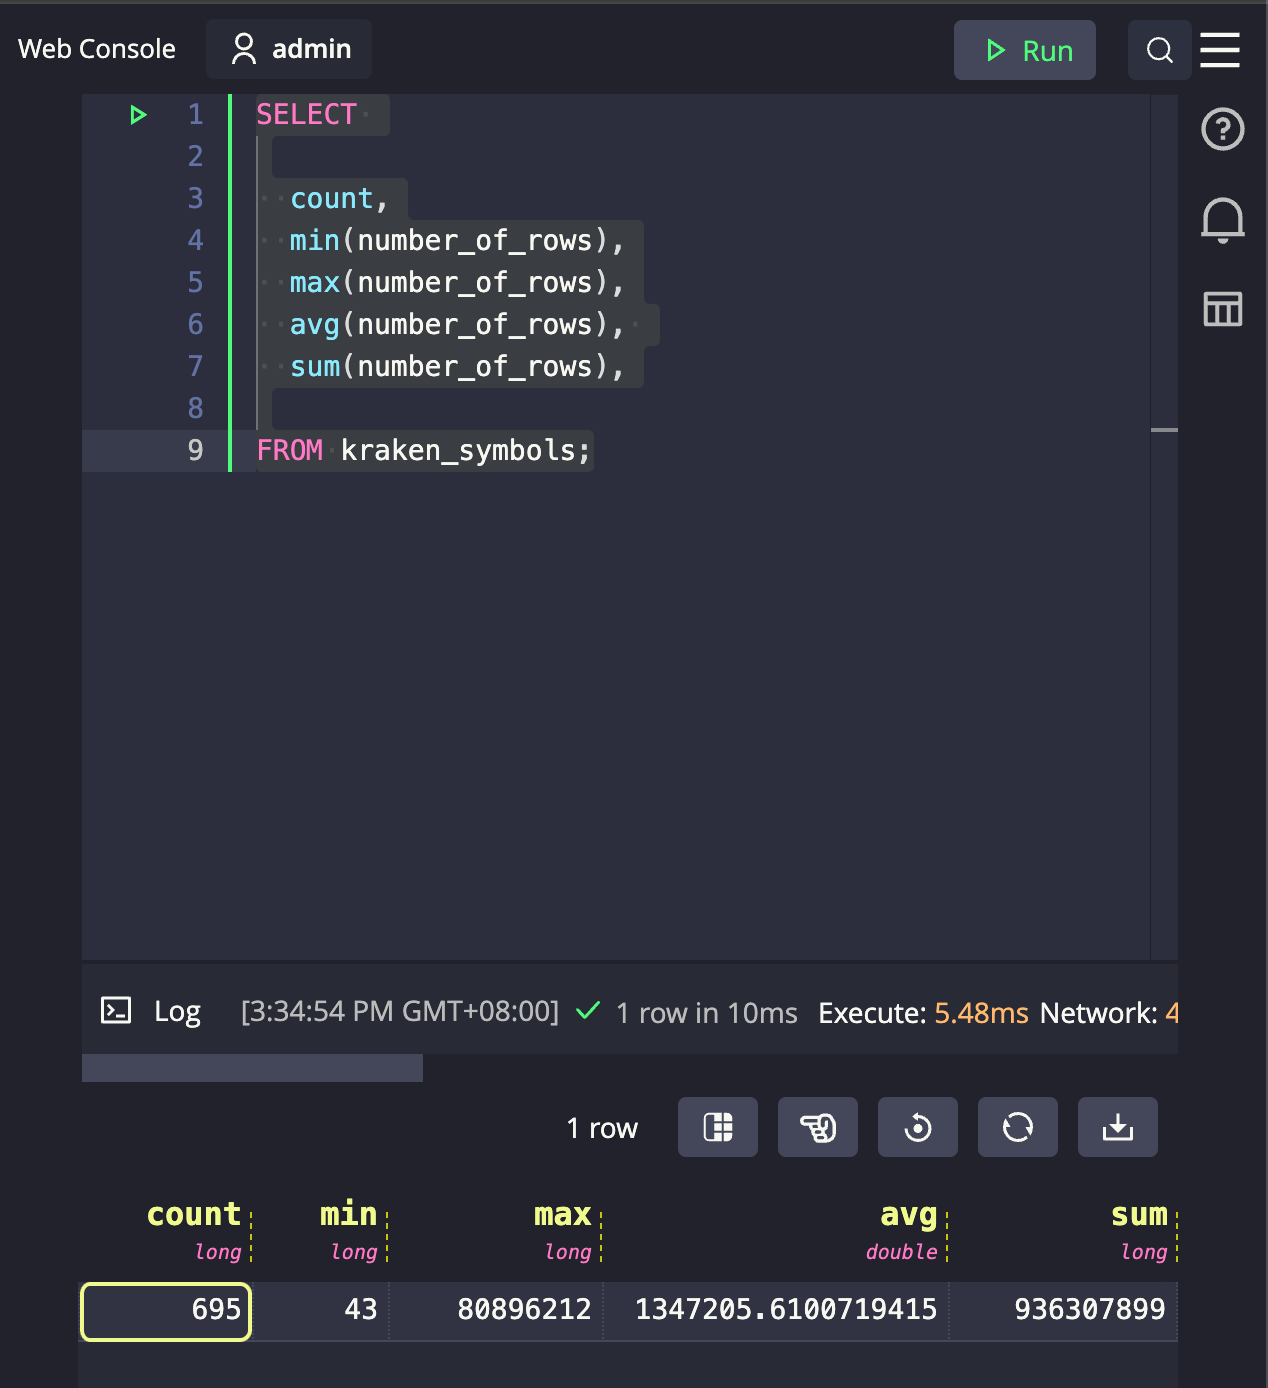 Web Console admin Run
1 SELECT
2
3 count,
4 min(number_of_rows),
5 max(number_of_rows),
6 avg(number_of_rows),
7 sum(number_of_rows),
8
9 FROM kraken_symbols;
Log [3:34:54 PM GMT+08:00] 1 row in 10ms Execute: 5.48ms Network: 4
1 row
count min max avg sum
long long long double long
695 43 80896212 1347205.6100719415 936307899